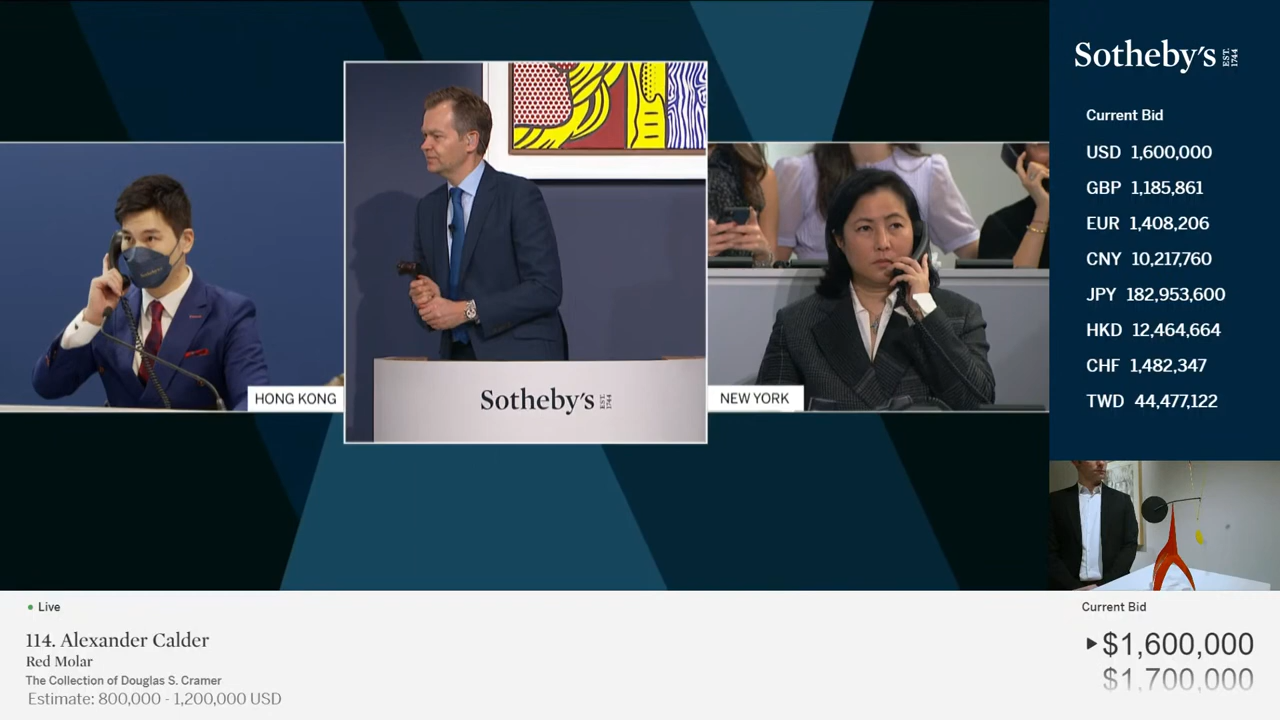 Sotheby's EST. 1744
Current Bid
USD 1,600,000
GBP 1,185,861
EUR 1,408,206
CNY 10,217,760
JPY 182,953,600
HKD 12,464,664
CHF 1,482,347
TWD 44,477,122
Sotheby's
HONG KONG
Sotheby's EST. 1744
NEW YORK
Live
114. Alexander Calder
Red Molar
The Collection of Douglas S. Cramer
Estimate: 800,000 - 1,200,000 USD
Current Bid
$1,600,000
$1,700,000